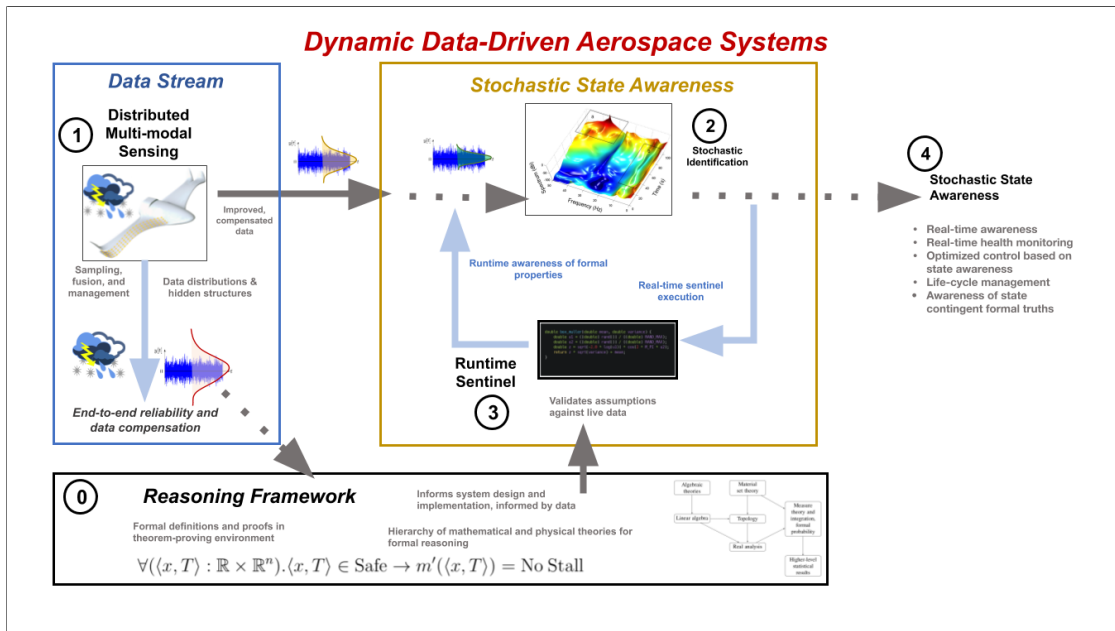 Dynamic Data-Driven Aerospace Systems
Data Stream
1
Distributed
Multi-modal
Sensing
Improved,
compensated
data
Sampling,
fusion, and
management
Data distributions &
hidden structures
End-to-end reliability and
data compensation
Stochastic State Awareness
Spectrum (dB)
Frequency (Hz)
Time (s)
2
Stochastic
Identification
Runtime awareness of formal
properties
Real-time sentinel
execution
Runtime
Sentinel
3
Validates assumptions
against live data
4
Stochastic State
Awareness
• Real-time awareness
• Real-time health monitoring
• Optimized control based on
state awareness
• Life-cycle management
• Awareness of state
contingent formal truths
0
Reasoning Framework
Informs system design and
implementation, informed by data
Formal definitions and proofs in
theorem-proving environment
Hierarchy of mathematical and physical theories for
formal reasoning
∀(⟨x, T⟩ : ℝ × ℝⁿ).⟨x, T⟩ ∈ Safe → m′(⟨x, T⟩) = No Stall
Algebraic
theories
Material
set theory
Linear algebra
Topology
Measure
theory and
integration,
formal
probability
Real analysis
Higher-level
statistical
results